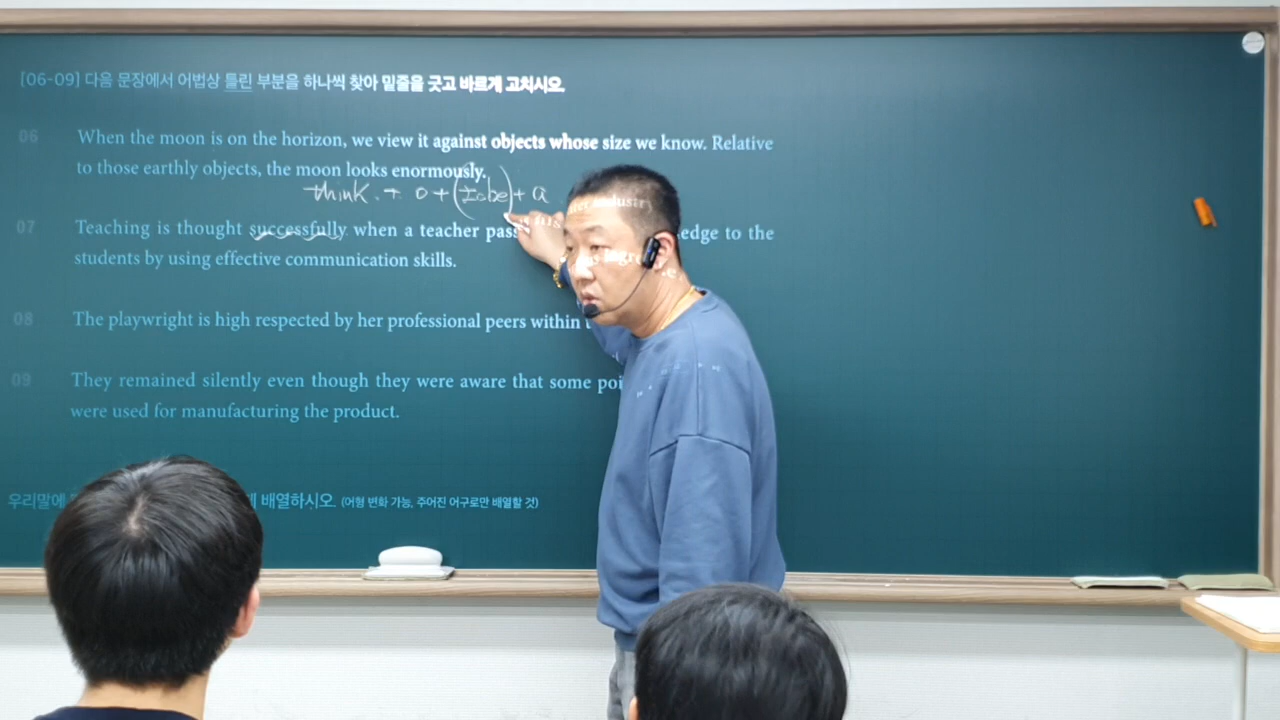 [06-09] 다음 문장에서 어법상 틀린 부분을 하나씩 찾아 밑줄을 긋고 바르게 고치시오.
06 When the moon is on the horizon, we view it against objects whose size we know. Relative
to those earthly objects, the moon looks enormously.
think + o + (to be) + a
07 Teaching is thought successfully when a teacher edge to the
students by using effective communication skills.
08 The playwright is high respected by her professional peers within
industry
09 They remained silently even though they were aware that some
were used for manufacturing the product.
우리말에 배열하시오. (어형 변화 가능, 주어진 어구로만 배열할 것)